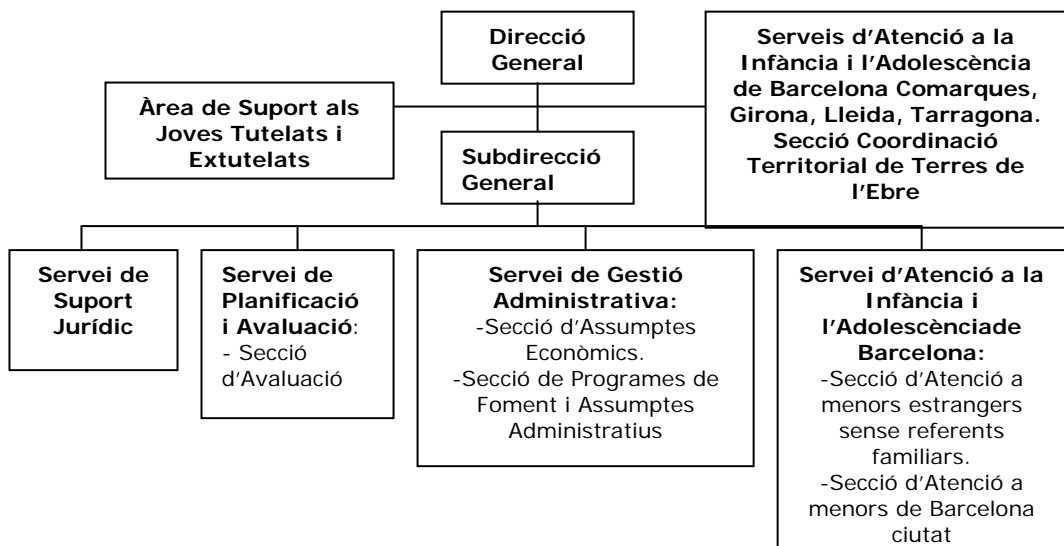 Direcció
General
Serveis d'Atenció a la
Infància i l'Adolescència
de Barcelona Comarques,
Girona, Lleida, Tarragona.
Secció Coordinació
Territorial de Terres de
l'Ebre
Àrea de Suport als
Joves Tutelats i
Extutelats
Subdirecció
General
Servei de
Suport
Jurídic
Servei de
Planificació
i Avaluació:
- Secció
d'Avaluació
Servei de Gestió
Administrativa:
-Secció d'Assumptes
Econòmics.
-Secció de Programes de
Foment i Assumptes
Administratius
Servei d'Atenció a la
Infància i
l'Adolescènciade
Barcelona:
-Secció d'Atenció a
menors estrangers
sense referents
familiars.
-Secció d'Atenció a
menors de Barcelona
ciutat